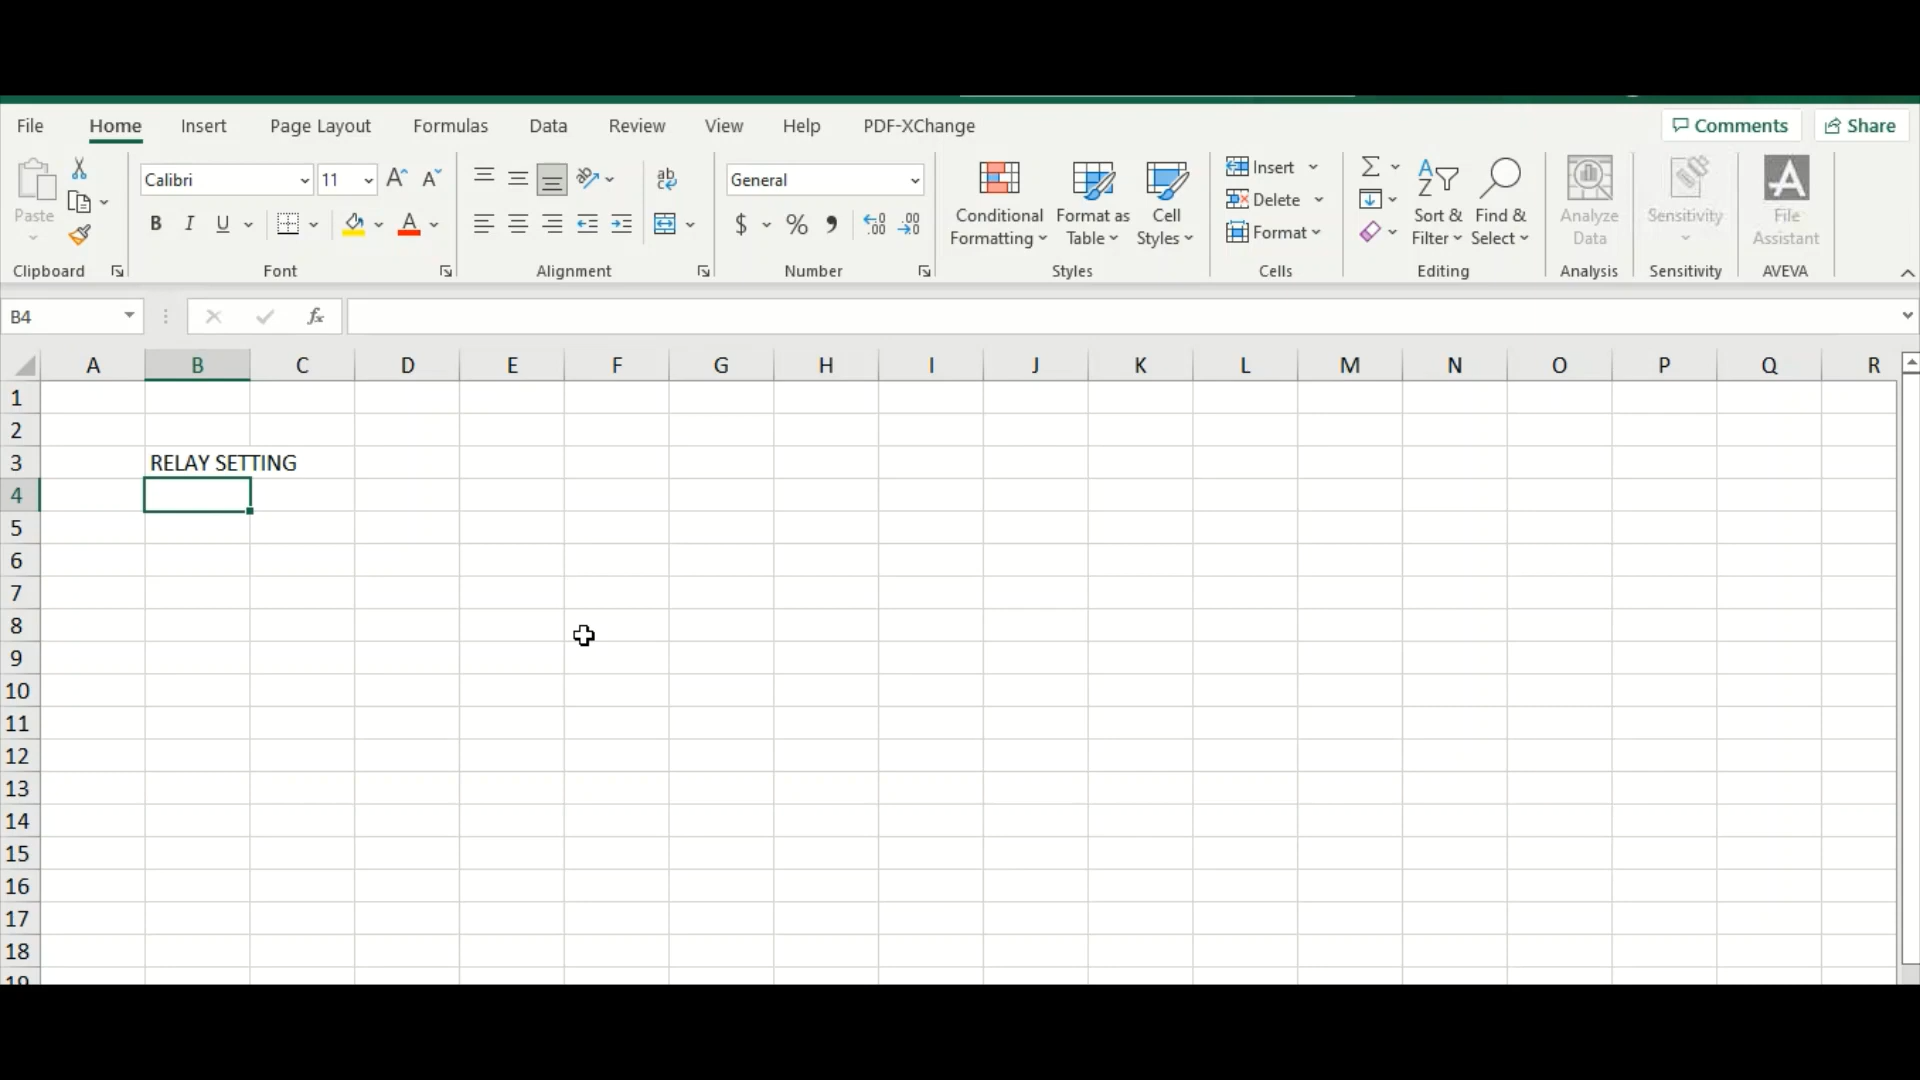 File Home Insert Page Layout Formulas Data Review View Help PDF-XChange Comments Share
Calibri 11 General
Paste
B I U A $ % ,
Conditional Formatting
Format as Table
Cell Styles
Insert
Delete
Format
Sort & Filter
Find & Select
Analyze Data
Sensitivity
File Assistant
Clipboard Font Alignment Number Styles Cells Editing Analysis Sensitivity AVEVA
B4 fx
A B C D E F G H I J K L M N O P Q R
1
2
3 RELAY SETTING
4
5
6
7
8
9
10
11
12
13
14
15
16
17
18
19